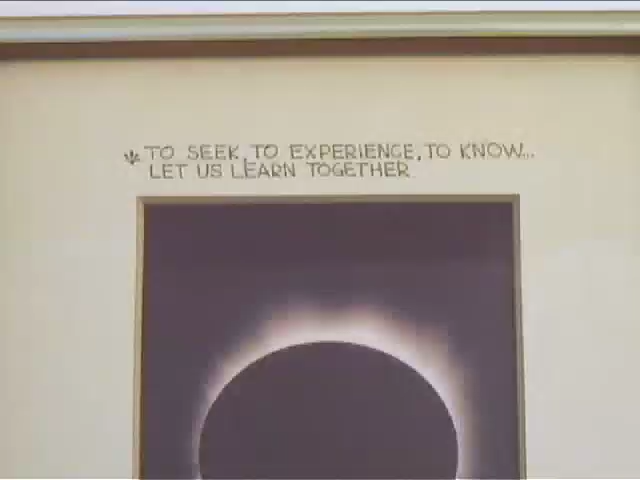 TO SEEK, TO EXPERIENCE, TO KNOW...
LET US LEARN TOGETHER